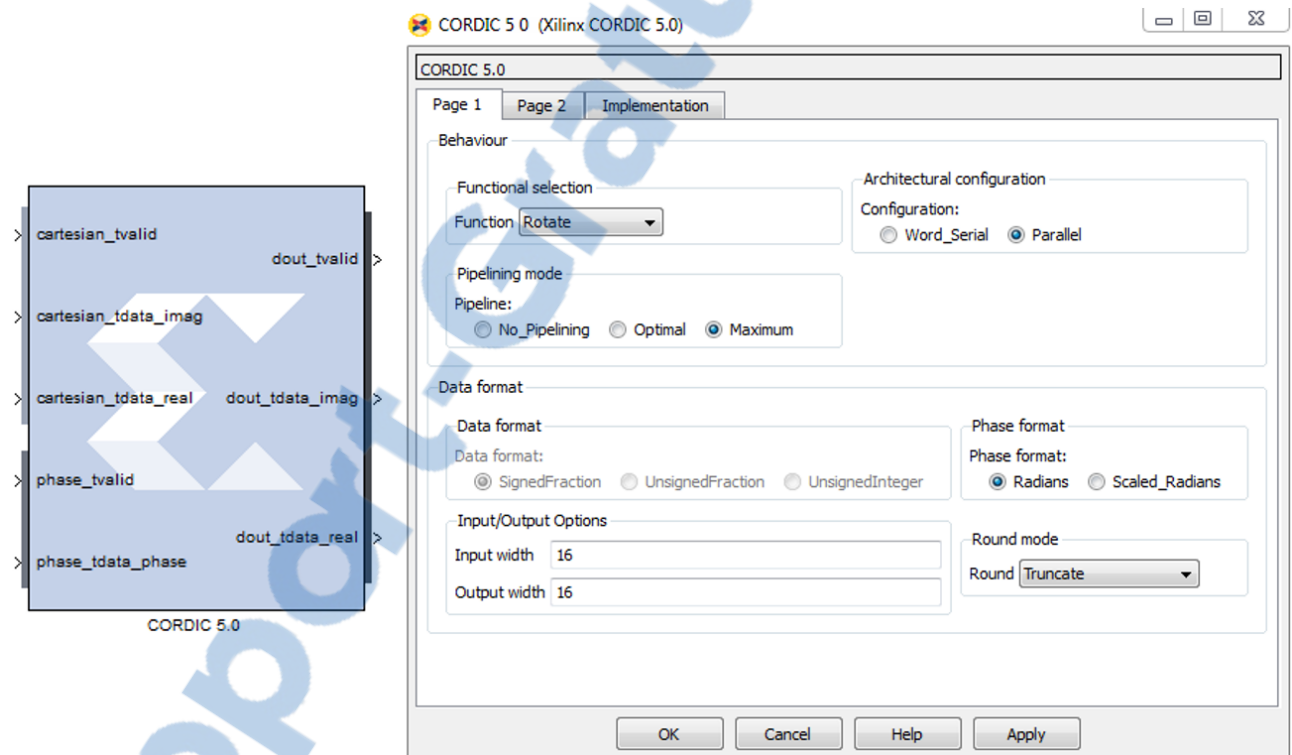 CORDIC 5 0 (Xilinx CORDIC 5.0)
CORDIC 5.0
Page 1 Page 2 Implementation
Behaviour
Functional selection
Function Rotate
Architectural configuration
Configuration:
Word_Serial Parallel
Pipelining mode
Pipeline:
No_Pipelining Optimal Maximum
Data format
Data format
Data format:
SignedFraction UnsignedFraction UnsignedInteger
Phase format
Phase format:
Radians Scaled_Radians
Input/Output Options
Input width 16
Output width 16
Round mode
Round Truncate
OK Cancel Help Apply
cartesian_tvalid
dout_tvalid
cartesian_tdata_imag
cartesian_tdata_real dout_tdata_imag
phase_tvalid
dout_tdata_real
phase_tdata_phase
CORDIC 5.0
pport-Gratu